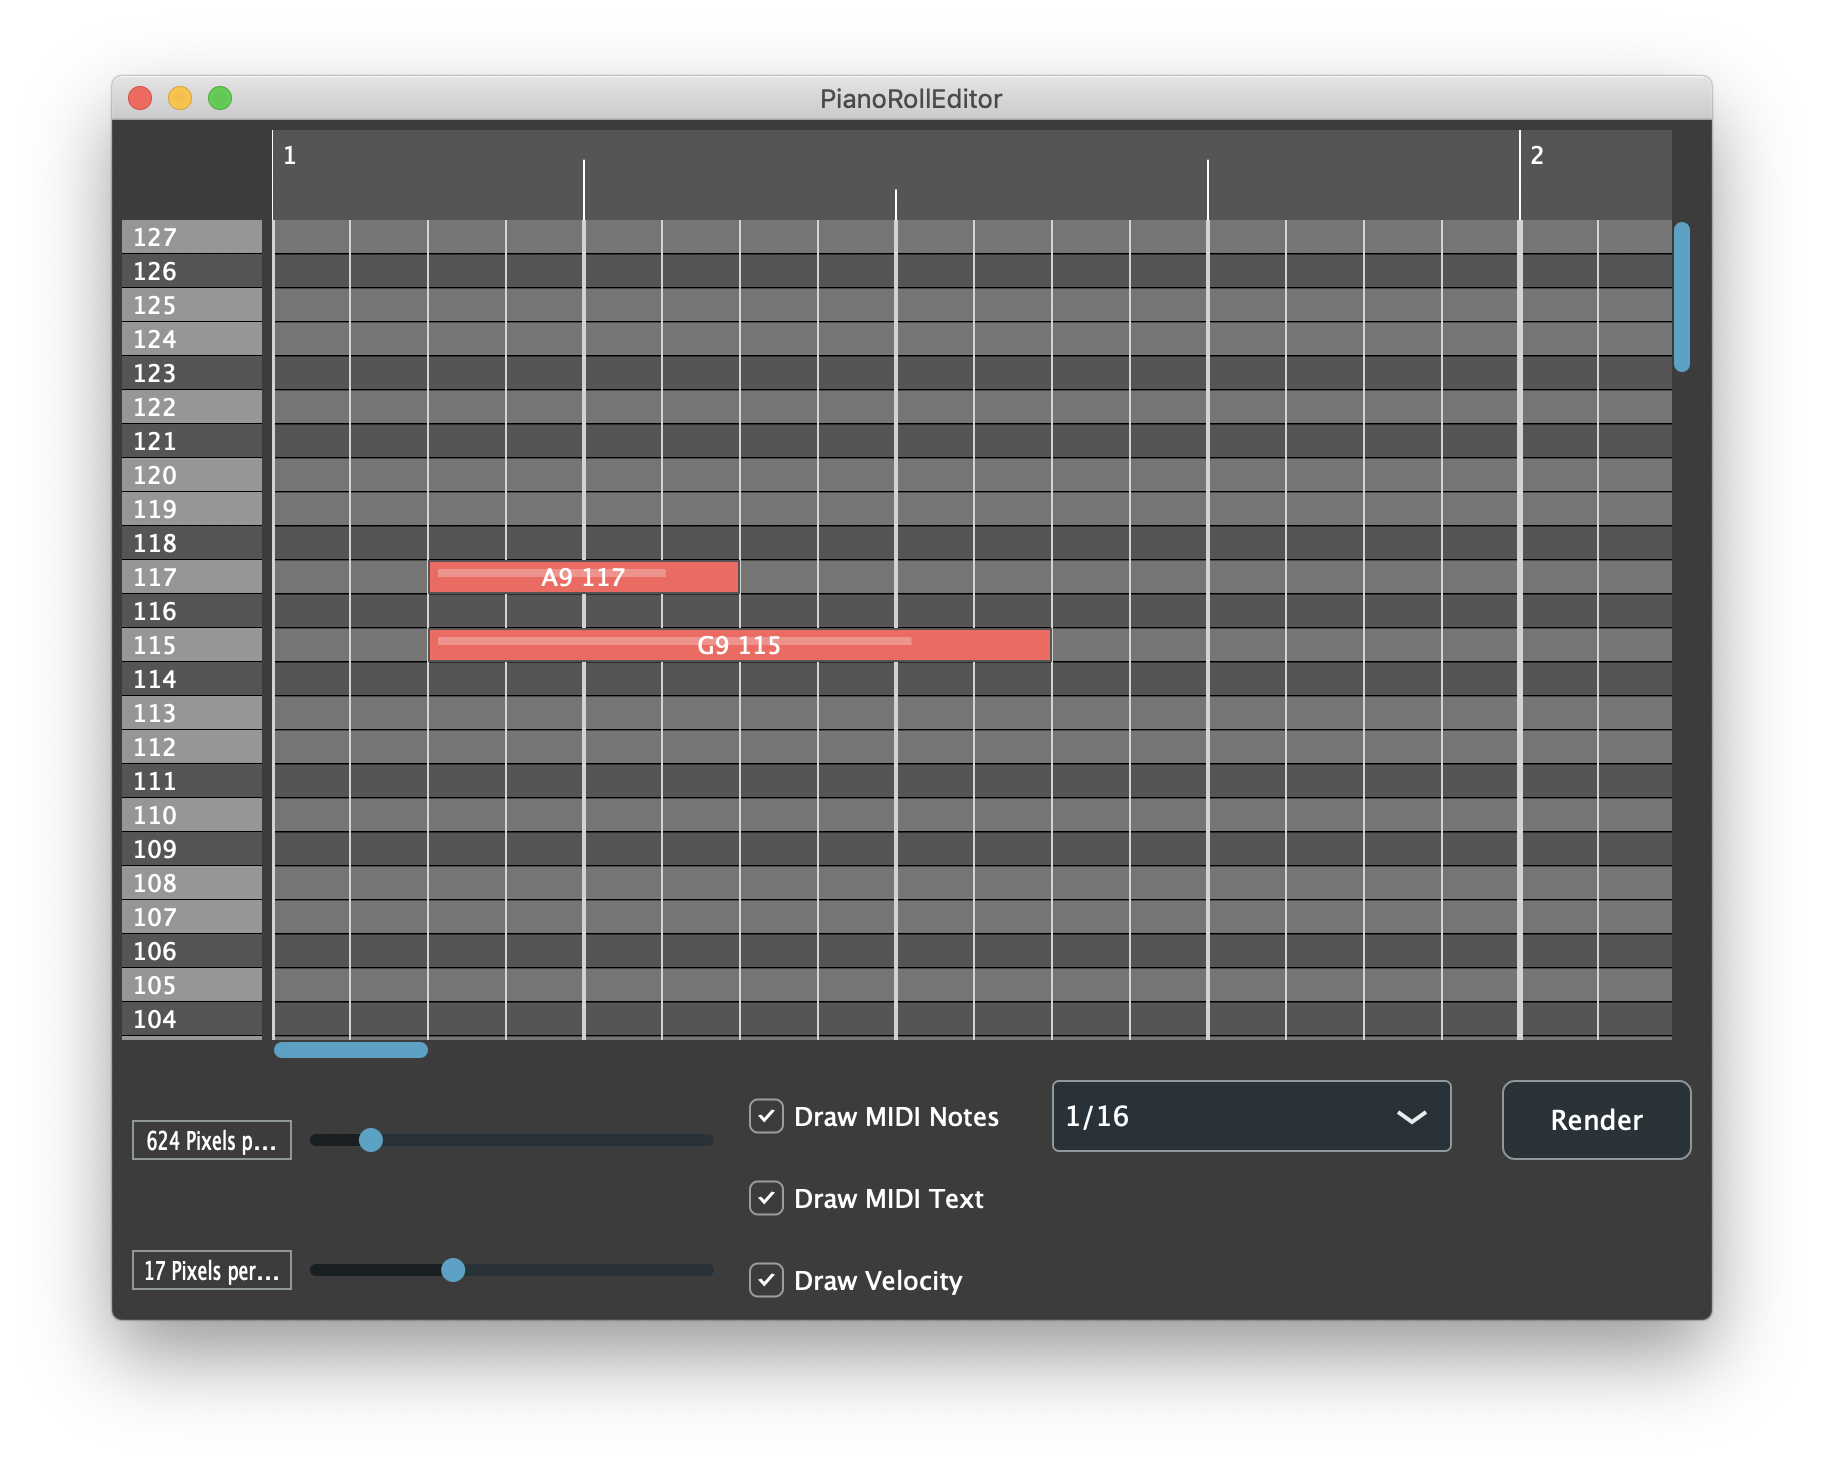 PianoRollEditor
1 2
127
126
125
124
123
122
121
120
119
118
117 A9 117
116
115 G9 115
114
113
112
111
110
109
108
107
106
105
104
624 Pixels p...
Draw MIDI Notes
1/16
Render
Draw MIDI Text
17 Pixels per...
Draw Velocity